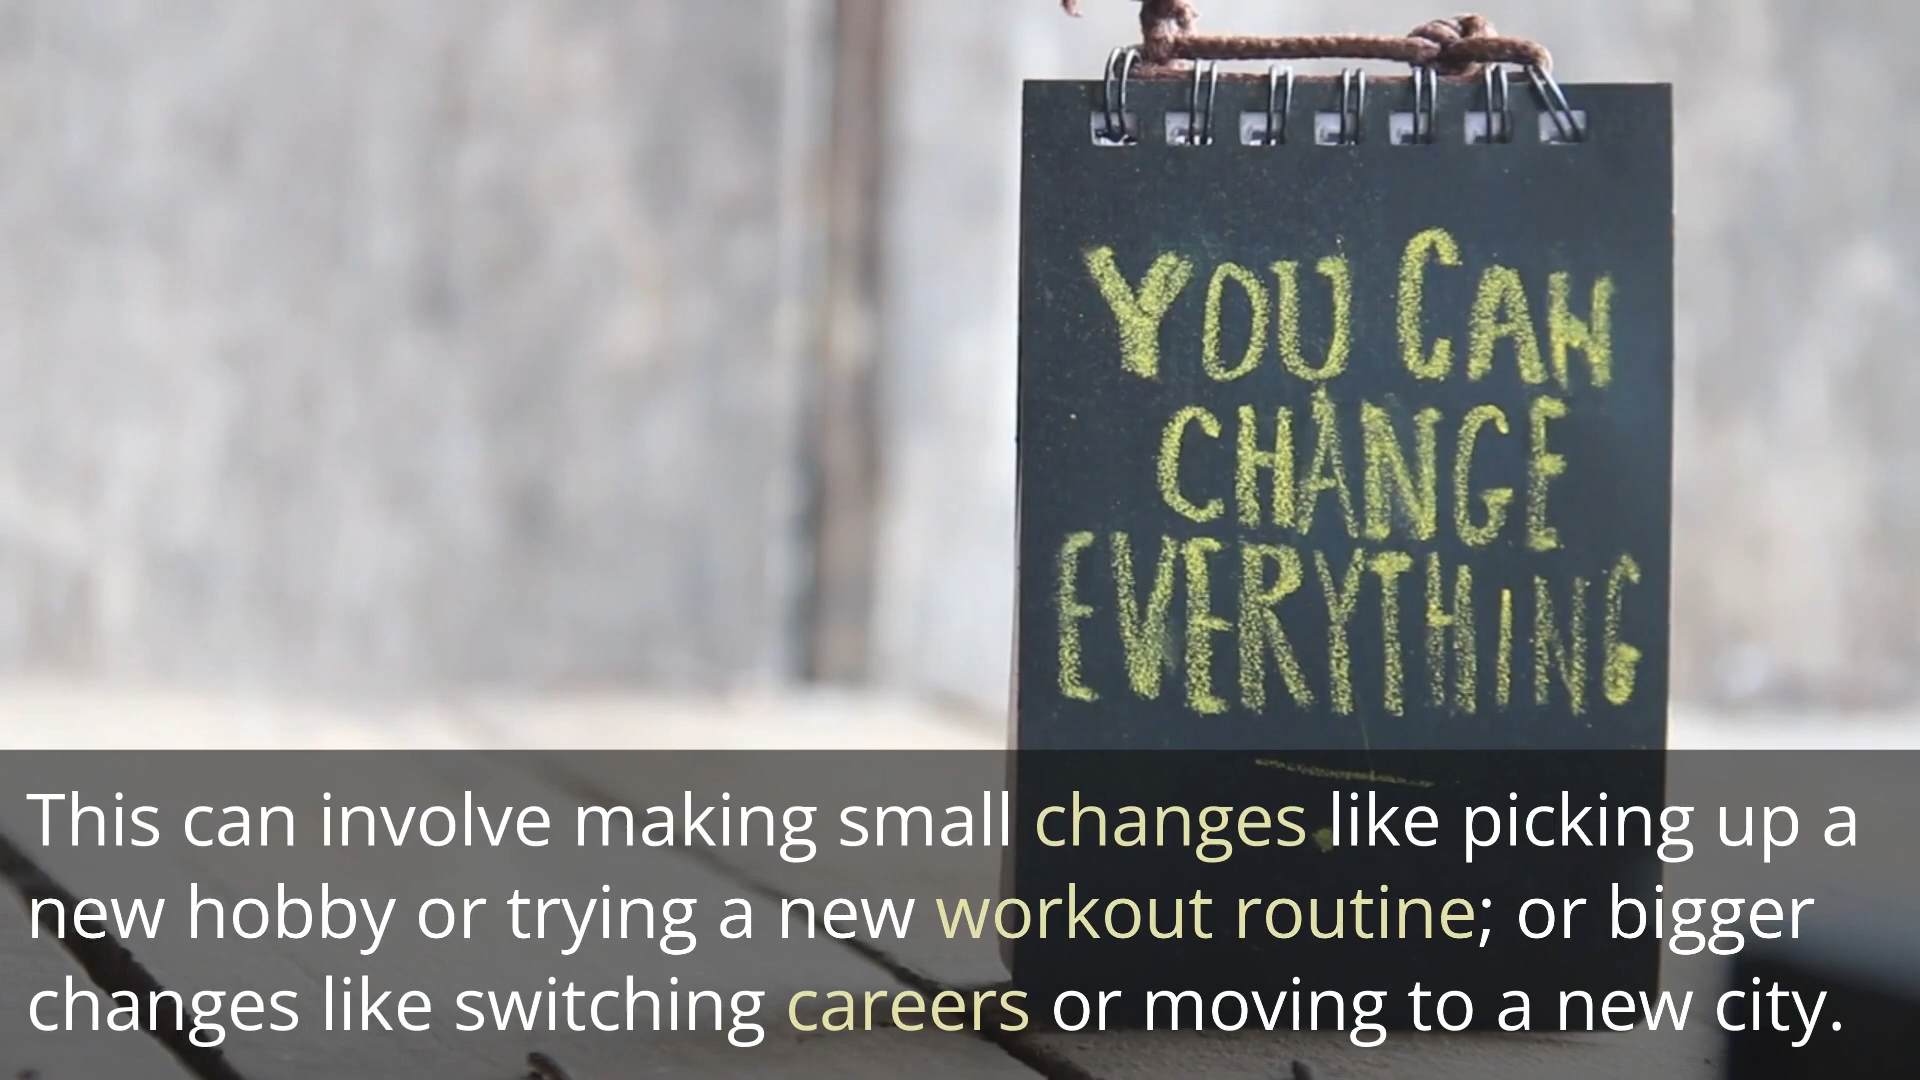 YOU CAN
CHANGE
EVERYTHING
This can involve making small changes like picking up a
new hobby or trying a new workout routine; or bigger
changes like switching careers or moving to a new city.